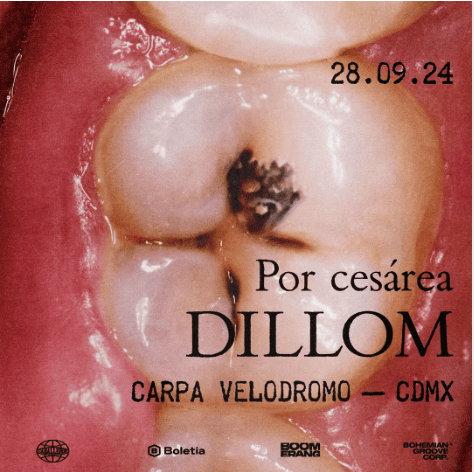 28.09.24
Por cesárea
DILLOM
CARPA VELODROMO — CDMX
Boletia
BOOM
ERANG
BOHEMIAN
GROOVE
CORP.